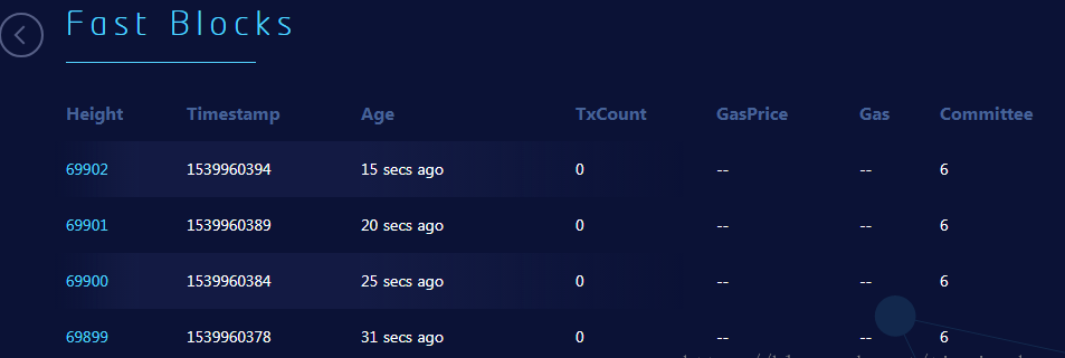 Fast Blocks
Height Timestamp Age TxCount GasPrice Gas Committee
69902 1539960394 15 secs ago 0 -- -- 6
69901 1539960389 20 secs ago 0 -- -- 6
69900 1539960384 25 secs ago 0 -- -- 6
69899 1539960378 31 secs ago 0 -- -- 6